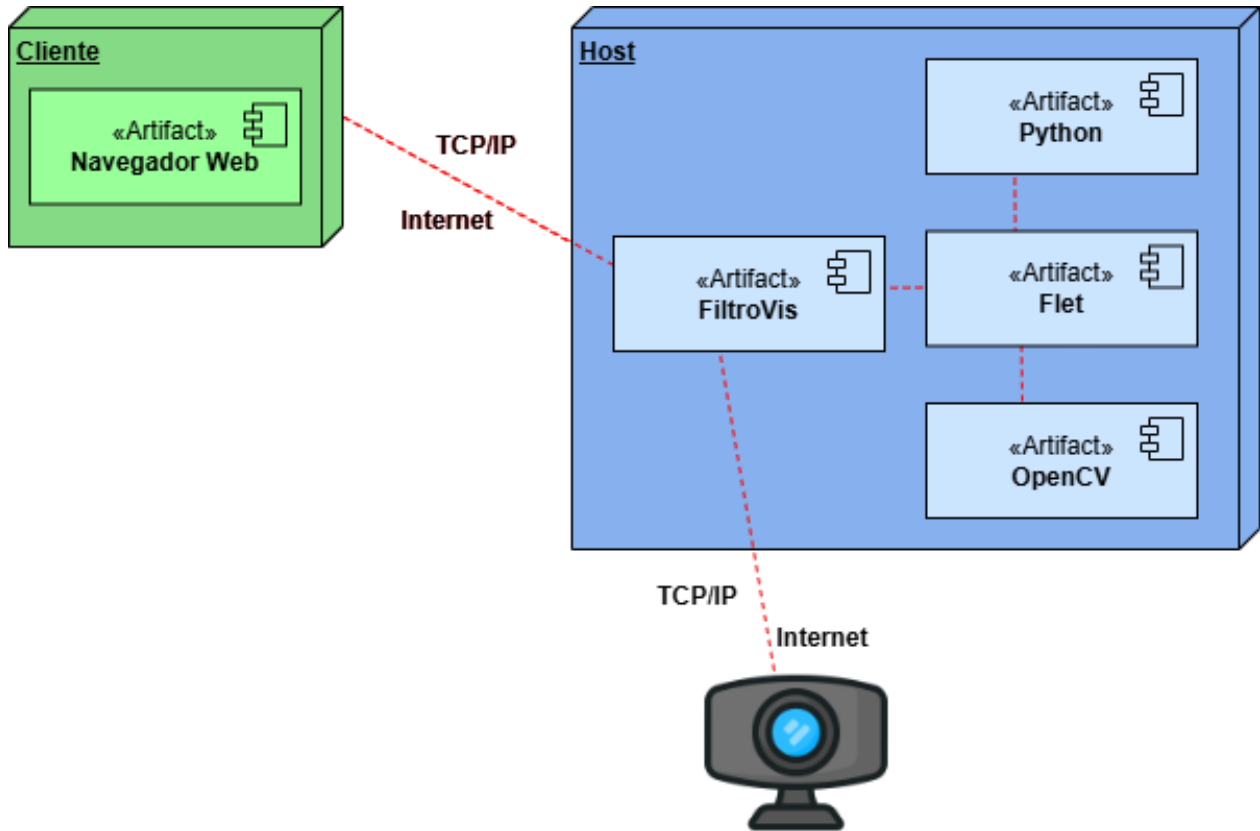 Cliente
«Artifact»
Navegador Web
TCP/IP
Internet
Host
«Artifact»
Python
«Artifact»
FiltroVis
«Artifact»
Flet
«Artifact»
OpenCV
TCP/IP
Internet